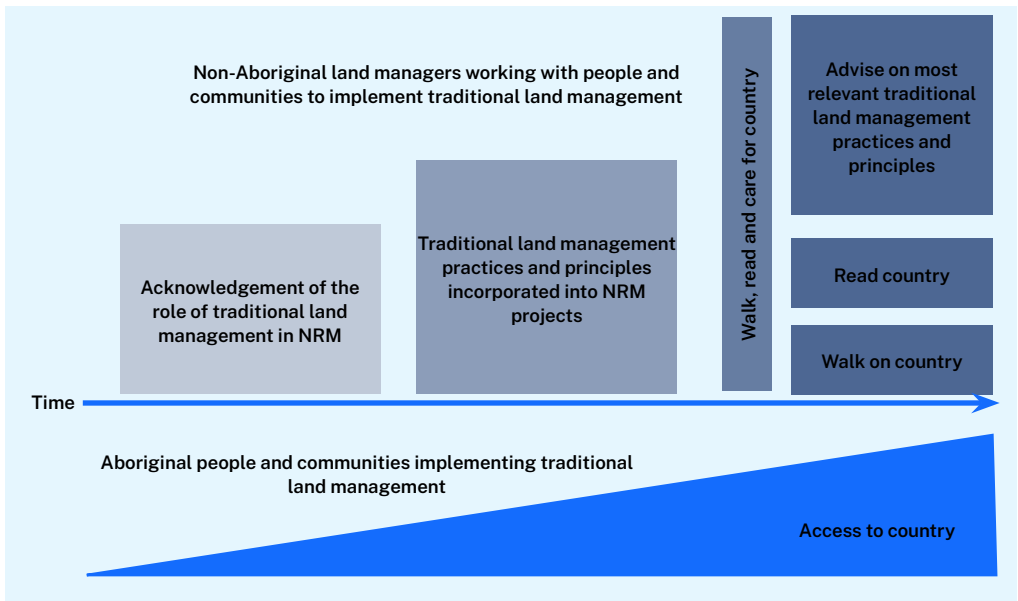 Non-Aboriginal land managers working with people and
communities to implement traditional land management
Acknowledgement of the
role of traditional land
management in NRM
Traditional land management
practices and principles
incorporated into NRM
projects
Walk, read and care for country
Advise on most
relevant traditional
land management
practices and
principles
Read country
Walk on country
Time
Aboriginal people and communities implementing traditional
land management
Access to country